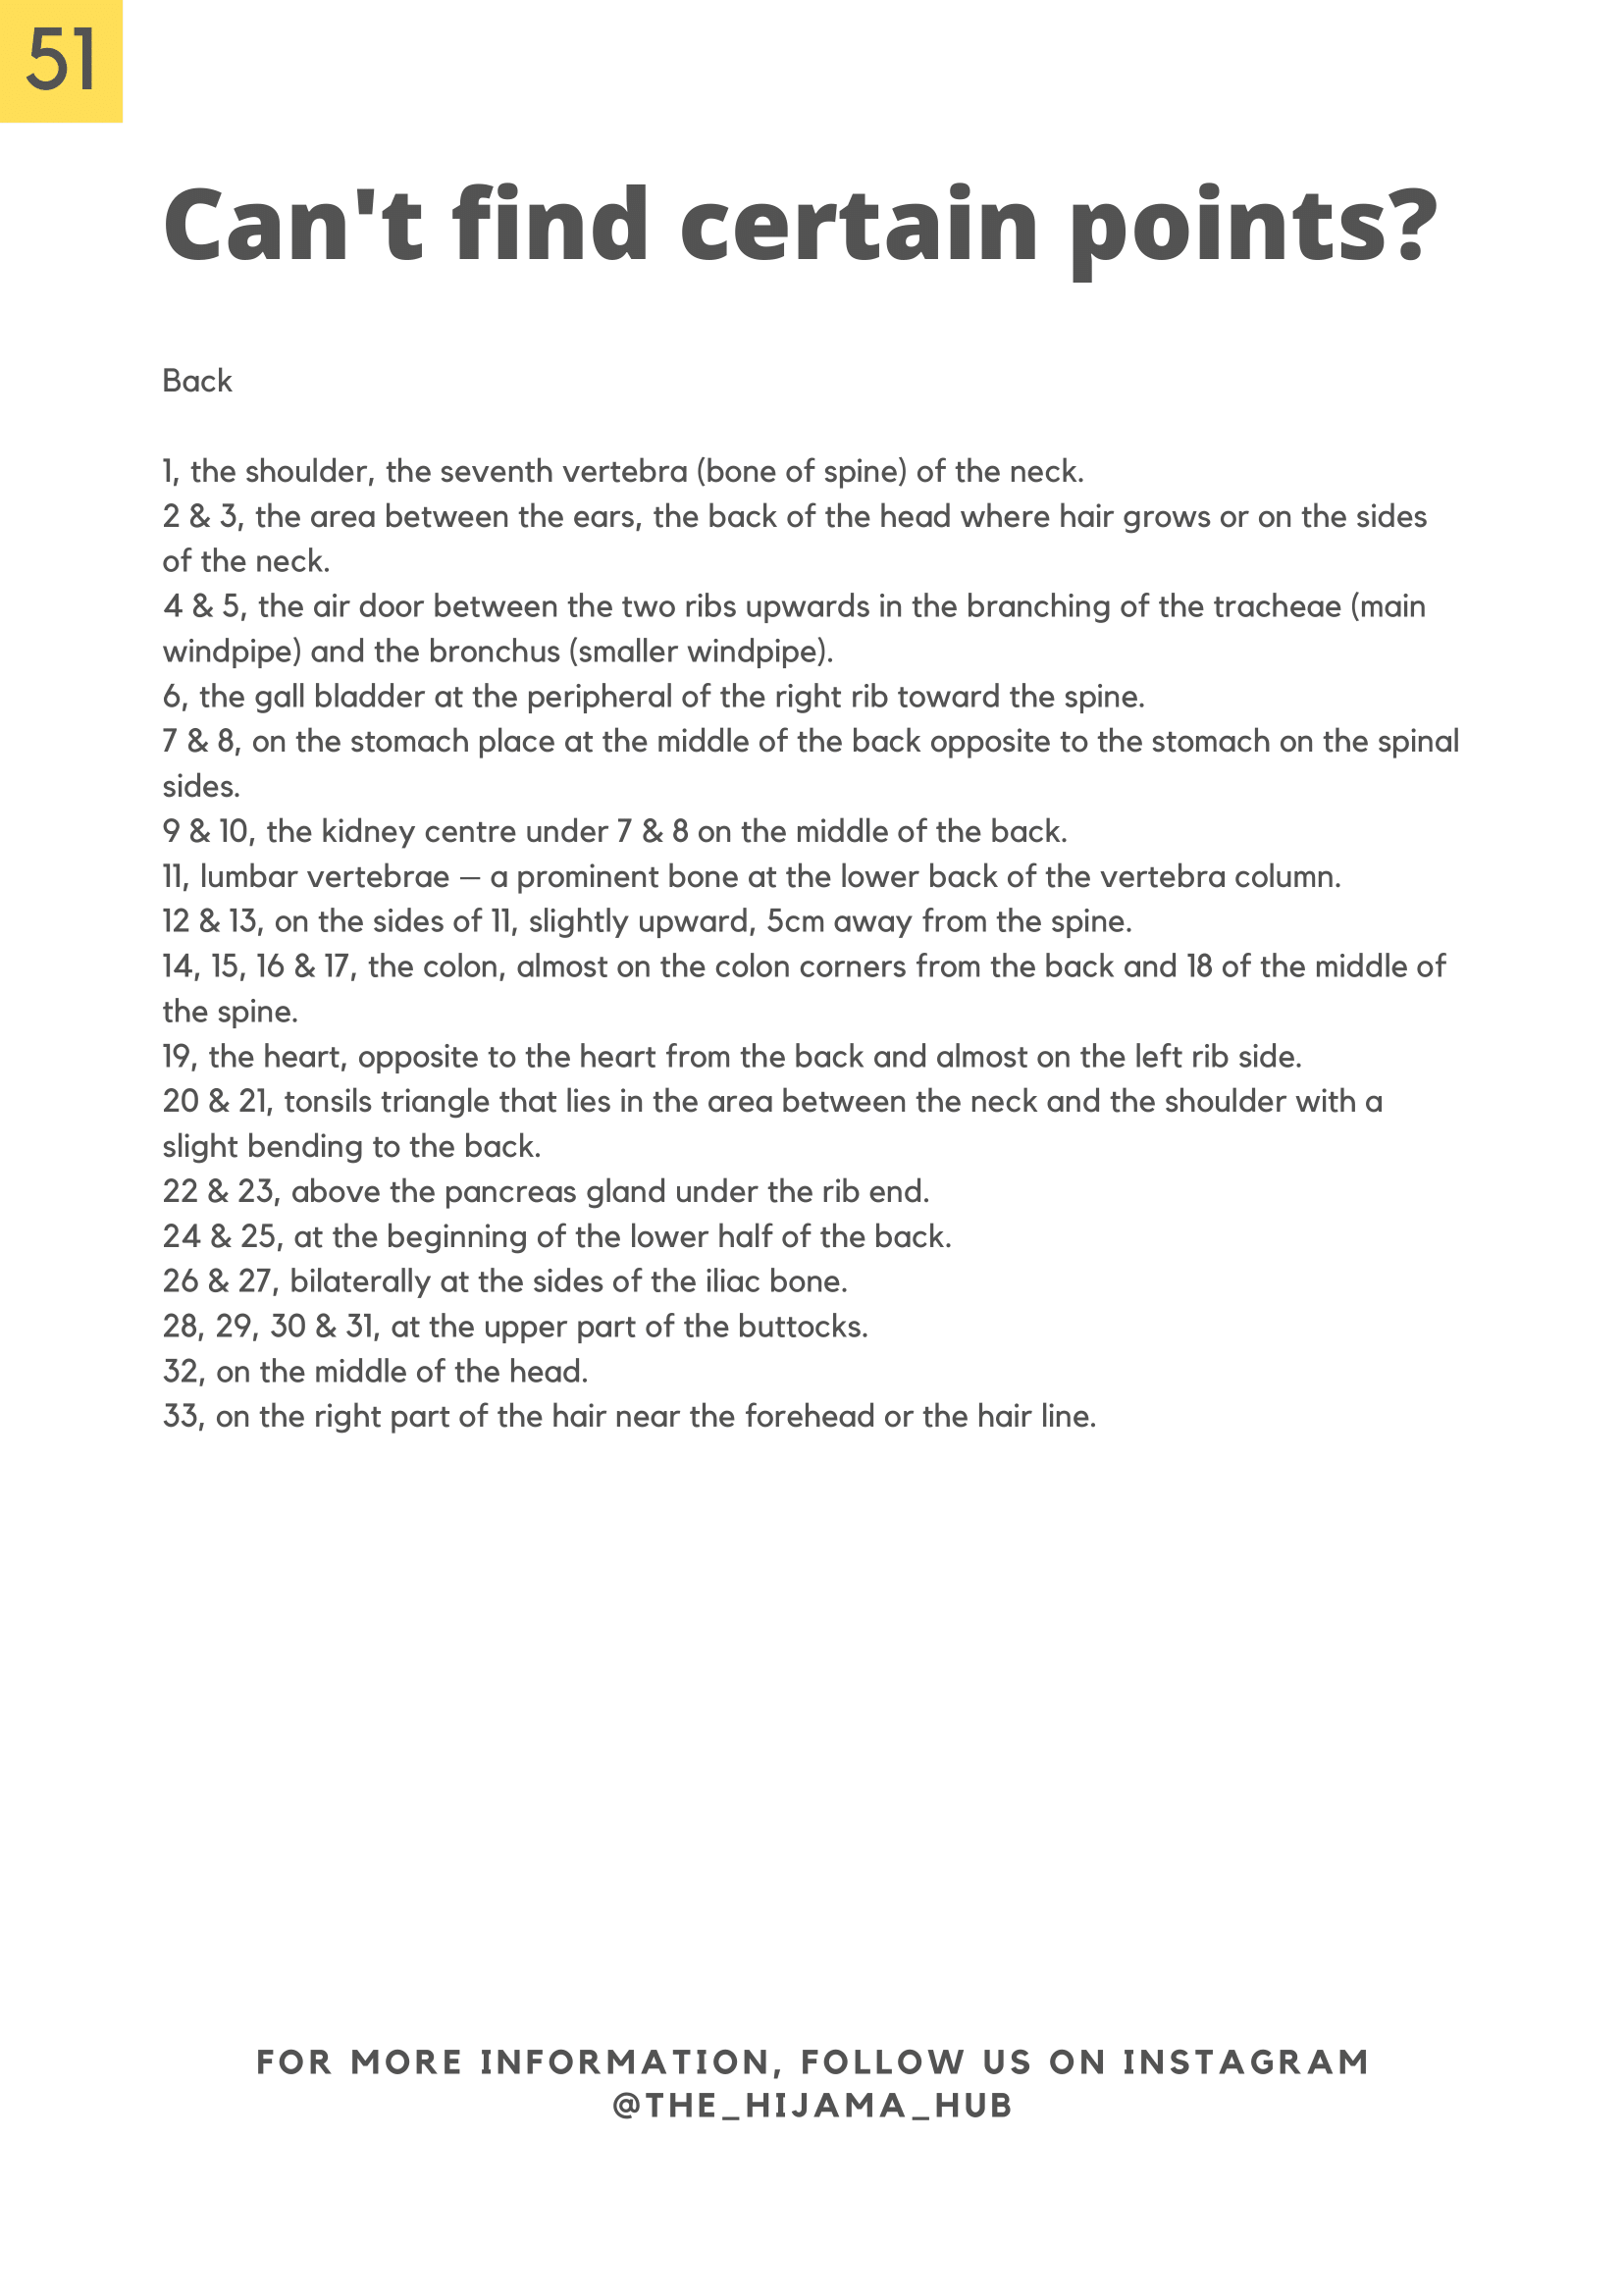 51
Can't find certain points?
Back
1, the shoulder, the seventh vertebra (bone of spine) of the neck.
2 & 3, the area between the ears, the back of the head where hair grows or on the sides
of the neck.
4 & 5, the air door between the two ribs upwards in the branching of the tracheae (main
windpipe) and the bronchus (smaller windpipe).
6, the gall bladder at the peripheral of the right rib toward the spine.
7 & 8, on the stomach place at the middle of the back opposite to the stomach on the spinal
sides.
9 & 10, the kidney centre under 7 & 8 on the middle of the back.
11, lumbar vertebrae – a prominent bone at the lower back of the vertebra column.
12 & 13, on the sides of 11, slightly upward, 5cm away from the spine.
14, 15, 16 & 17, the colon, almost on the colon corners from the back and 18 of the middle of
the spine.
19, the heart, opposite to the heart from the back and almost on the left rib side.
20 & 21, tonsils triangle that lies in the area between the neck and the shoulder with a
slight bending to the back.
22 & 23, above the pancreas gland under the rib end.
24 & 25, at the beginning of the lower half of the back.
26 & 27, bilaterally at the sides of the iliac bone.
28, 29, 30 & 31, at the upper part of the buttocks.
32, on the middle of the head.
33, on the right part of the hair near the forehead or the hair line.
FOR MORE INFORMATION, FOLLOW US ON INSTAGRAM
@THE_HIJAMA_HUB